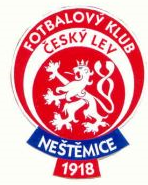 FOTBALOVÝ KLUB
ČESKÝ LEV
NEŠTĚMICE
1918